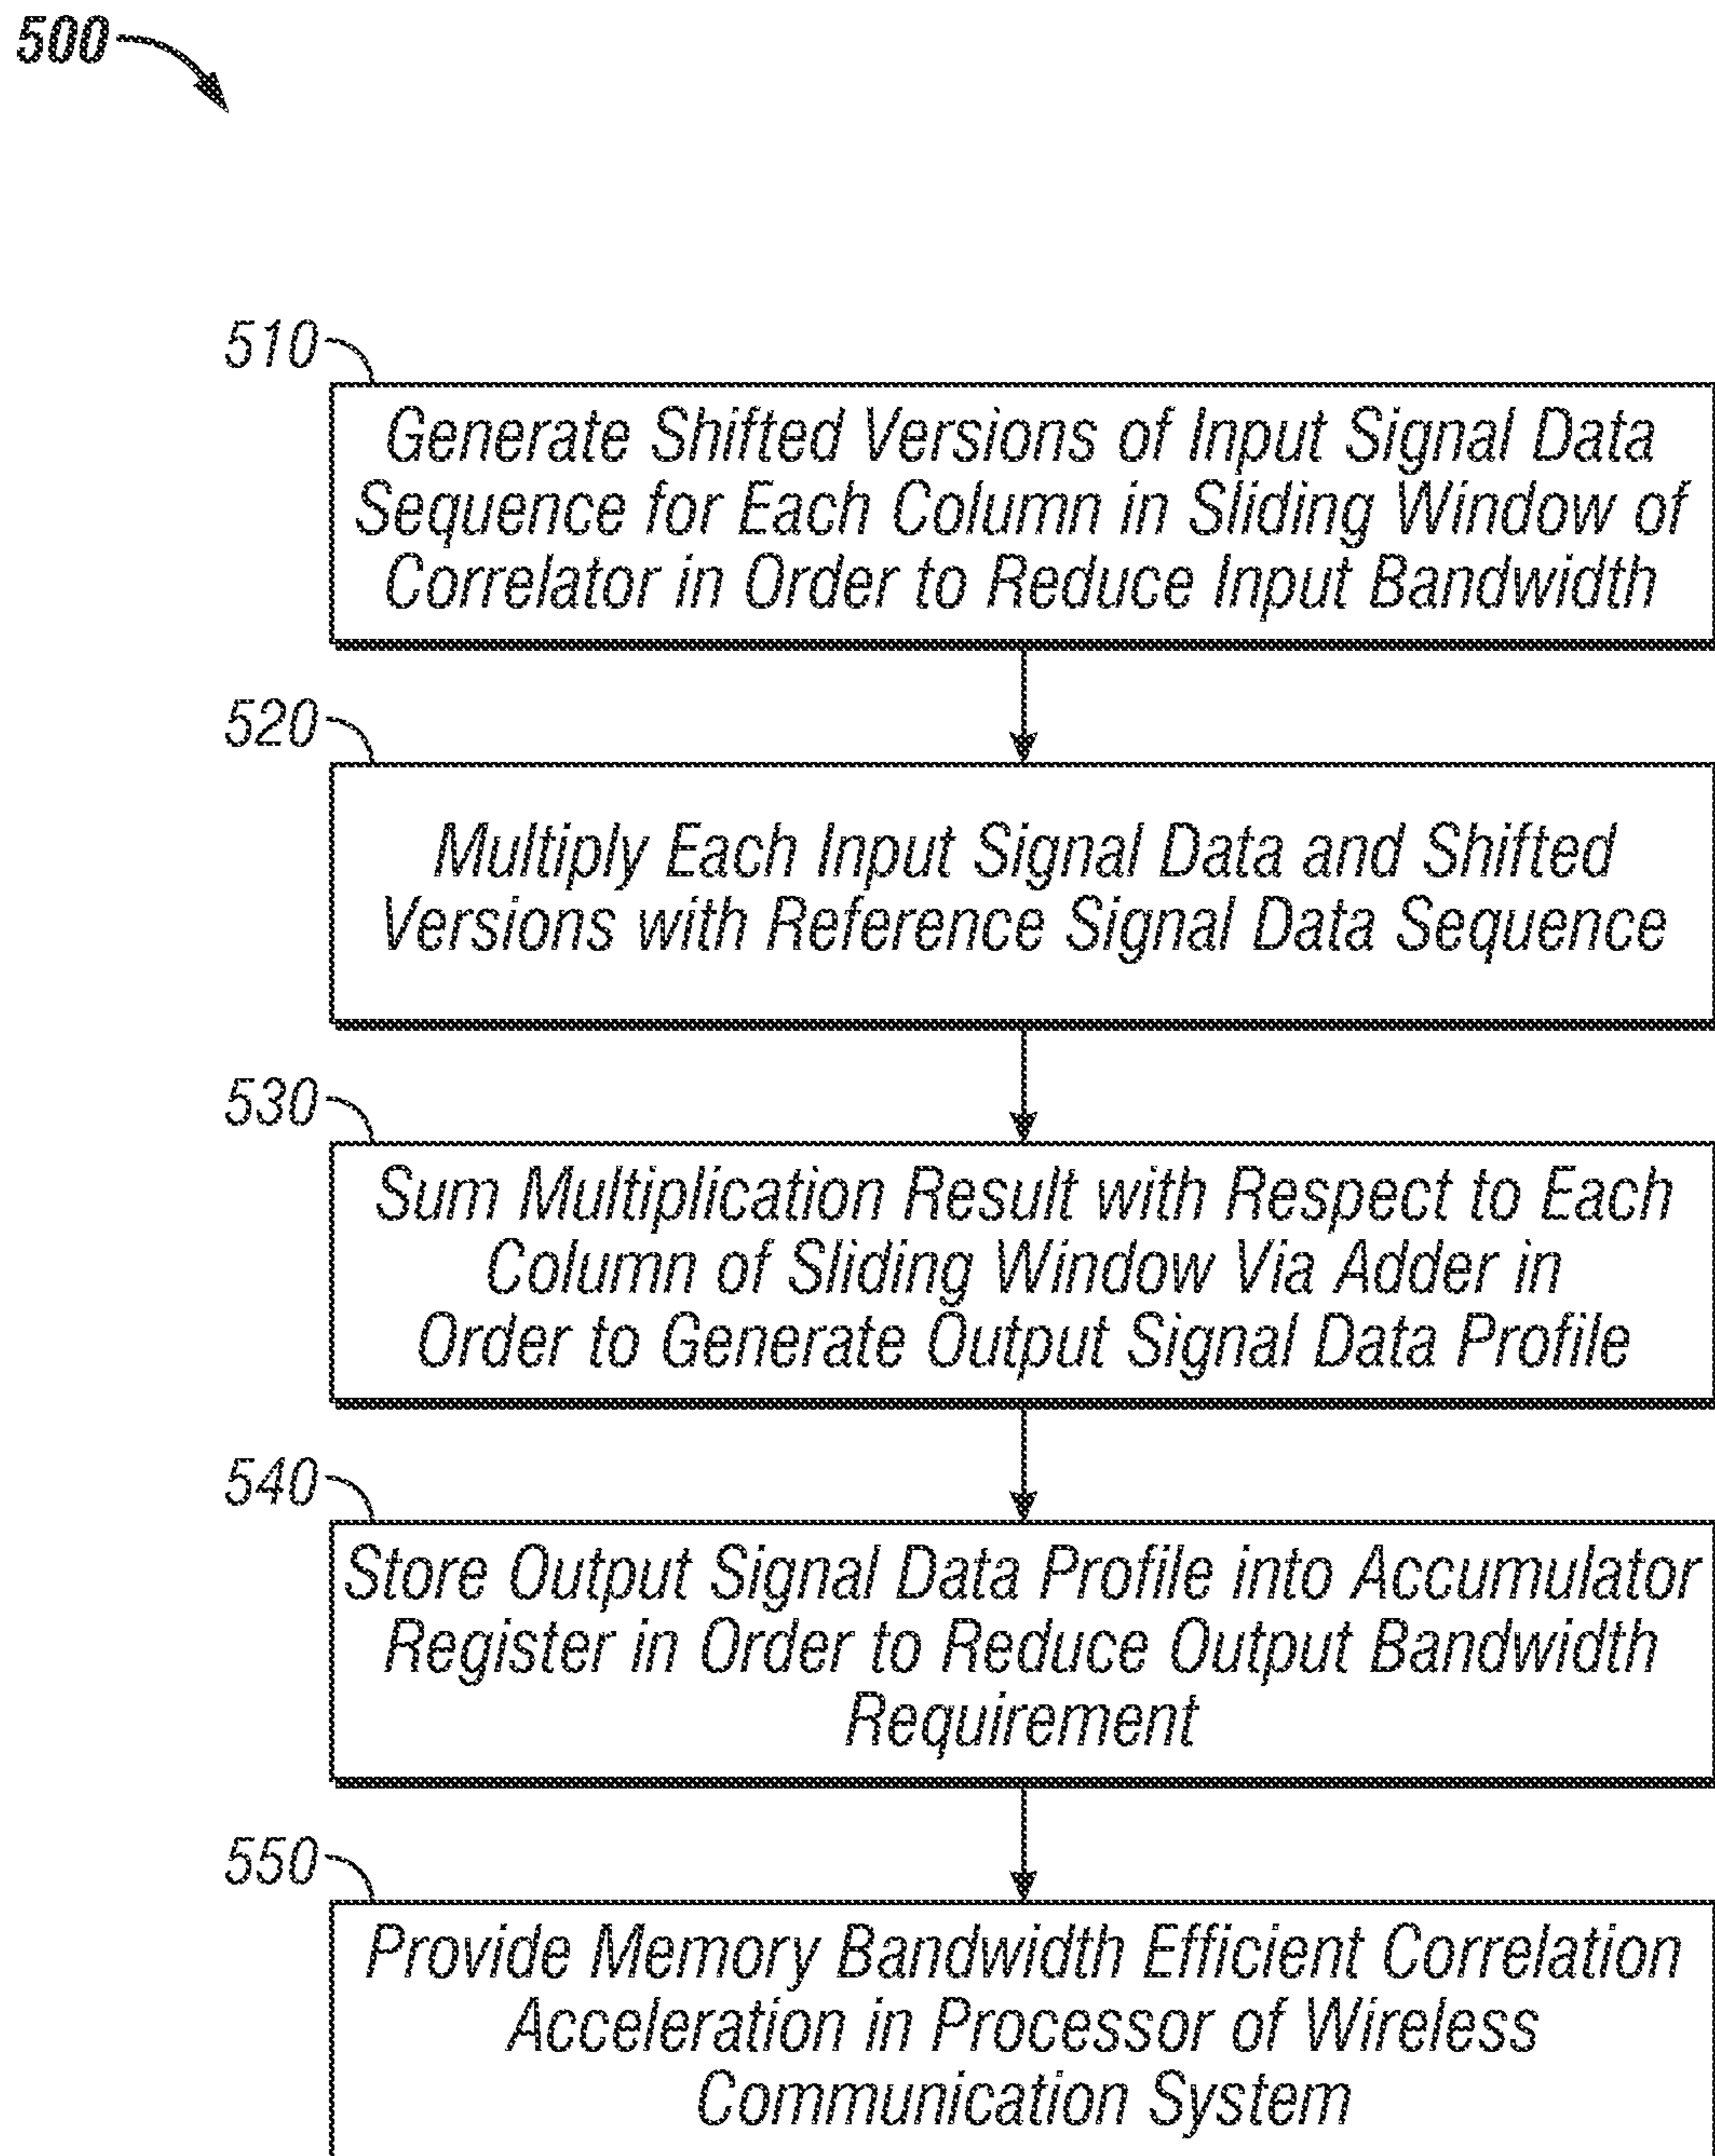 500
510
Generate Shifted Versions of Input Signal Data
Sequence for Each Column in Sliding Window of
Correlator in Order to Reduce Input Bandwidth
520
Multiply Each Input Signal Data and Shifted
Versions with Reference Signal Data Sequence
530
Sum Multiplication Result with Respect to Each
Column of Sliding Window Via Adder in
Order to Generate Output Signal Data Profile
540
Store Output Signal Data Profile into Accumulator
Register in Order to Reduce Output Bandwidth
Requirement
550
Provide Memory Bandwidth Efficient Correlation
Acceleration in Processor of Wireless
Communication System